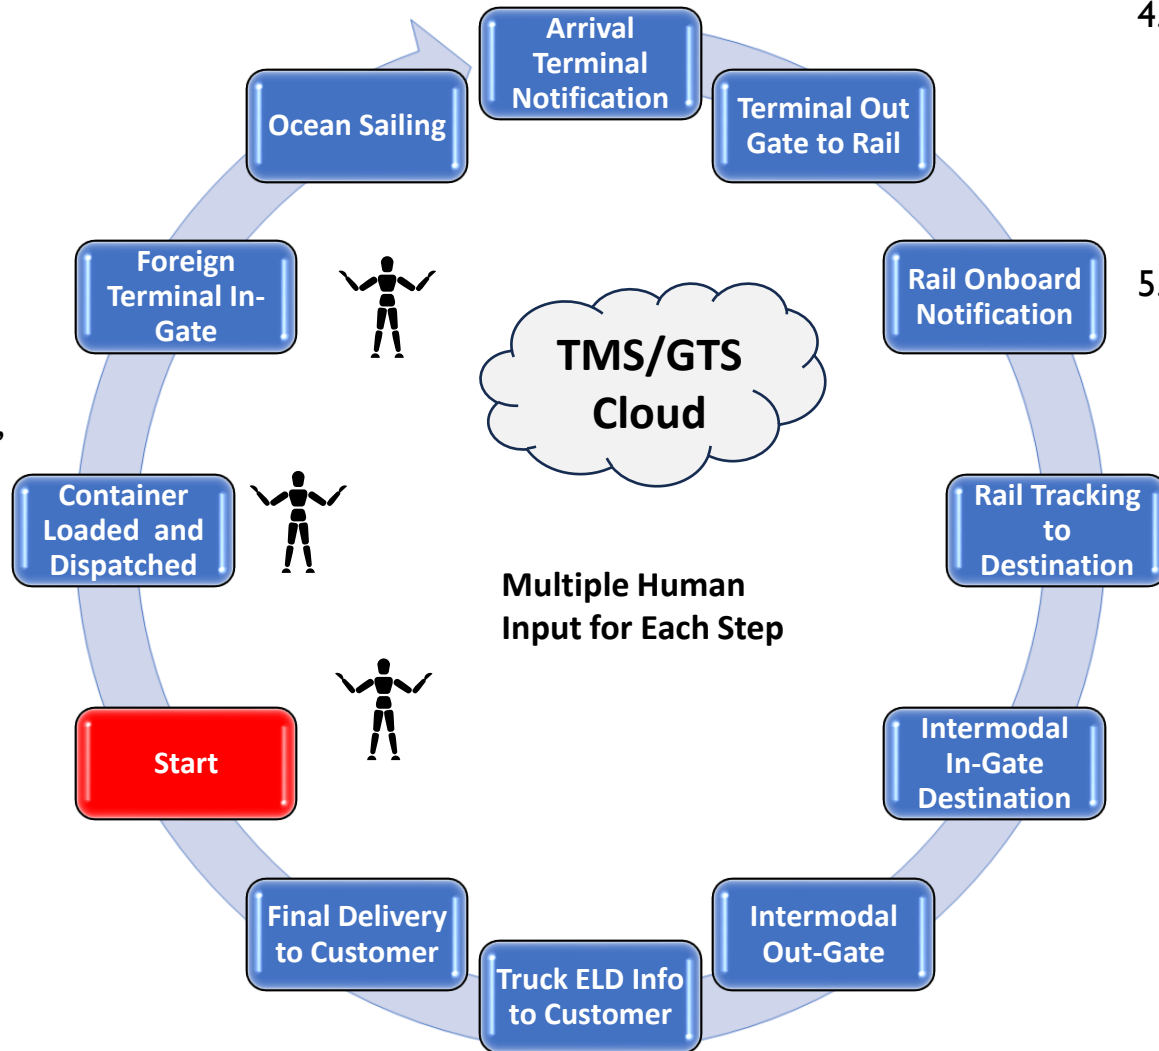 Arrival
Terminal
Notification
Terminal Out
Gate to Rail
Rail Onboard
Notification
Rail Tracking
to
Destination
Intermodal
In-Gate
Destination
Intermodal
Out-Gate
Truck ELD Info
to Customer
Final Delivery
to Customer
Start
Container
Loaded and
Dispatched
Foreign
Terminal In-
Gate
Ocean Sailing
TMS/GTS
Cloud
Multiple Human
Input for Each Step
4.
5.
,